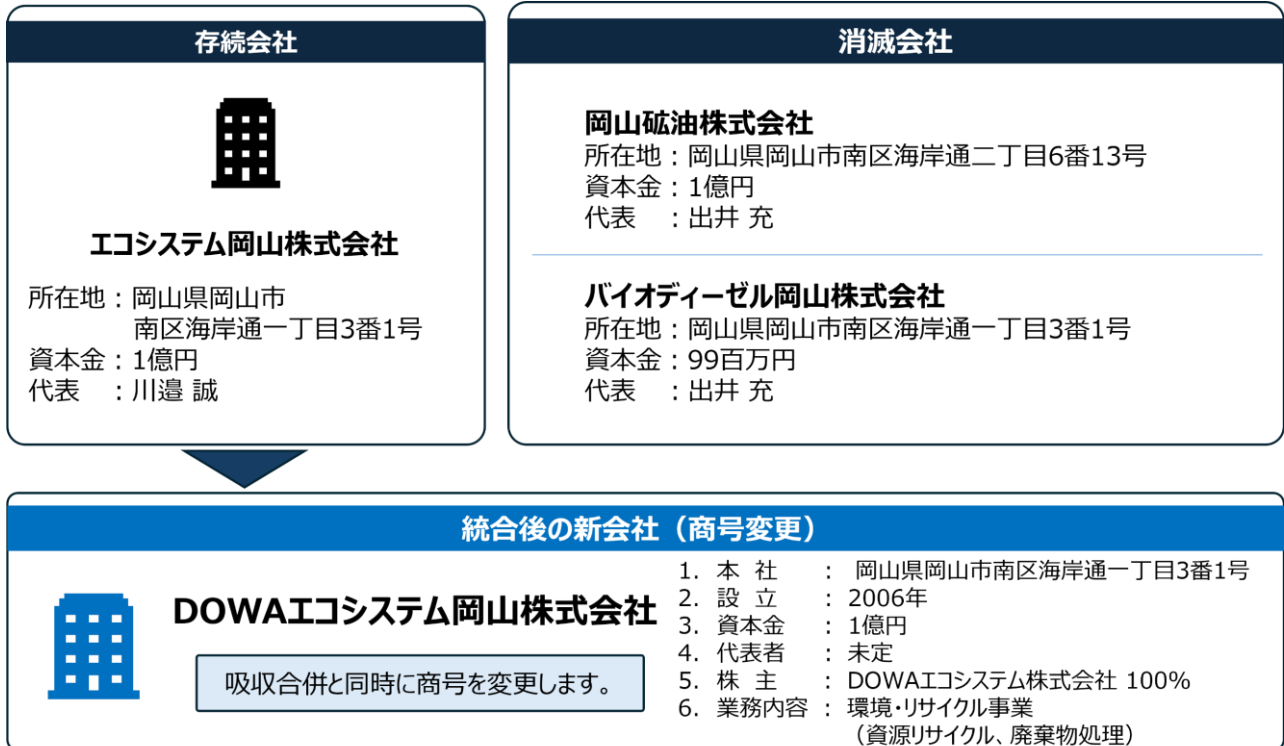 存続会社
エコシステム岡山株式会社
所在地：岡山県岡山市
南区海岸通一丁目3番1号
資本金：1億円
代表　：川邉 誠
消滅会社
岡山砿油株式会社
所在地：岡山県岡山市南区海岸通二丁目6番13号
資本金：1億円
代表　：出井 充
バイオディーゼル岡山株式会社
所在地：岡山県岡山市南区海岸通一丁目3番1号
資本金：99百万円
代表　：出井 充
統合後の新会社（商号変更）
DOWAエコシステム岡山株式会社
吸収合併と同時に商号を変更します。
1. 本 社　： 岡山県岡山市南区海岸通一丁目3番1号
2. 設 立　：2006年
3. 資本金　：1億円
4. 代表者　：未定
5. 株 主　：DOWAエコシステム株式会社 100%
6. 業務内容：環境・リサイクル事業
（資源リサイクル、廃棄物処理）